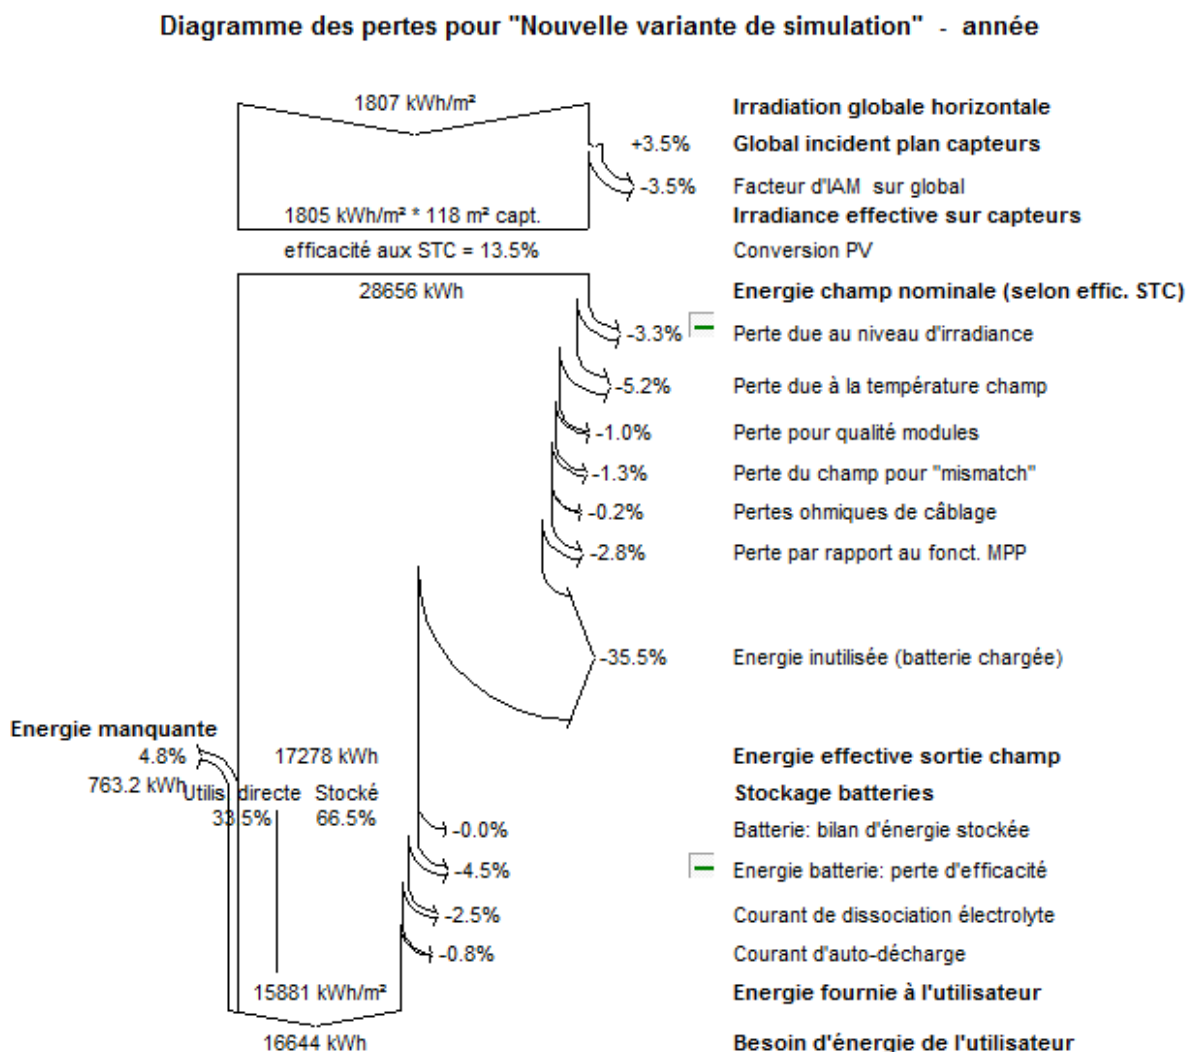 Diagramme des pertes pour "Nouvelle variante de simulation" - année
1807 kWh/m²
Irradiation globale horizontale
+3.5%
Global incident plan capteurs
-3.5%
Facteur d'IAM sur global
1805 kWh/m² * 118 m² capt.
Irradiance effective sur capteurs
efficacité aux STC = 13.5%
Conversion PV
28656 kWh
Energie champ nominale (selon effic. STC)
-3.3%
Perte due au niveau d'irradiance
-5.2%
Perte due à la température champ
-1.0%
Perte pour qualité modules
-1.3%
Perte du champ pour "mismatch"
-0.2%
Pertes ohmiques de câblage
-2.8%
Perte par rapport au fonct. MPP
-35.5%
Energie inutilisée (batterie chargée)
Energie manquante
4.8%
17278 kWh
Energie effective sortie champ
763.2 kWh
Utilis. directe
Stocké
Stockage batteries
33.5%
66.5%
-0.0%
Batterie: bilan d'énergie stockée
-4.5%
Energie batterie: perte d'efficacité
-2.5%
Courant de dissociation électrolyte
-0.8%
Courant d'auto-décharge
15881 kWh/m²
Energie fournie à l'utilisateur
16644 kWh
Besoin d'énergie de l'utilisateur